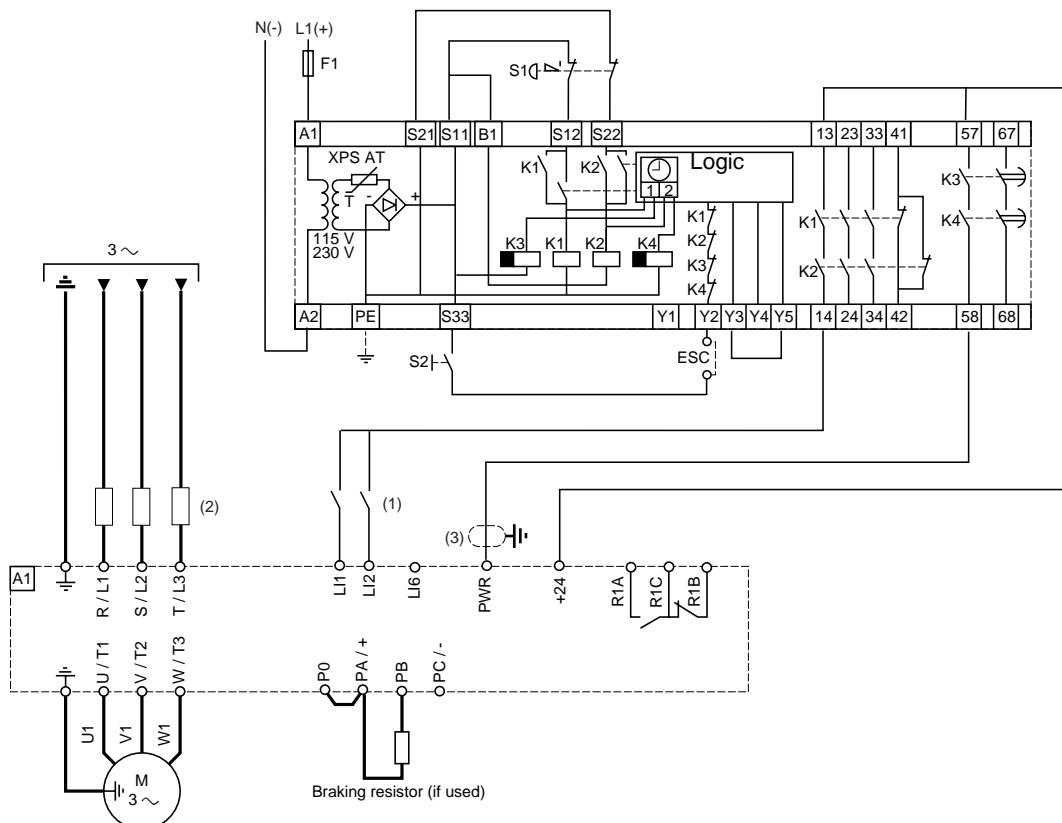 N(-) L1(+)
F1
S1
A1 S21 S11 B1 S12 S22 13 23 33 41 57 67
XPS AT
T - +
115 V
230 V
K1 K2
Logic
1 2
K3 K1 K2 K4
K1
K2
K3
K4
K1
K2
K3
K4
A2 PE S33 Y1 Y2 Y3 Y4 Y5 14 24 34 42 58 68
S2
ESC
3 ~
(2)
(1)
(3)
A1
R / L1
S / L2
T / L3
LI1
LI2
LI6
PWR
+24
R1A
R1C
R1B
U / T1
V / T2
W / T3
P0
PA / +
PB
PC / -
U1
V1
W1
M
3 ~
Braking resistor (if used)